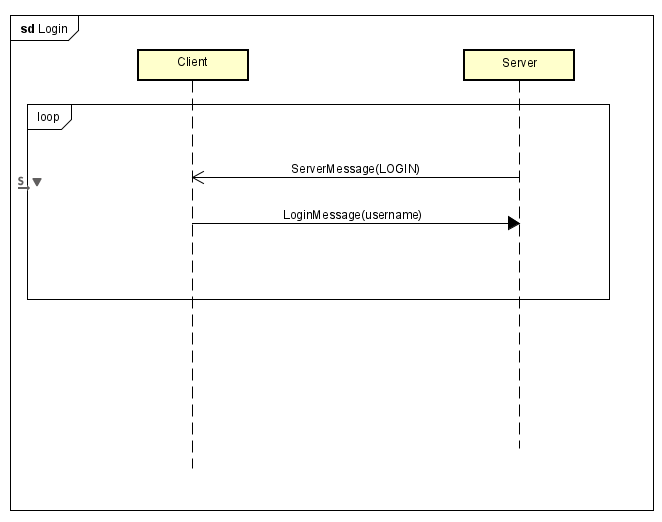 sd Login
Client
Server
loop
ServerMessage(LOGIN)
S
LoginMessage(username)